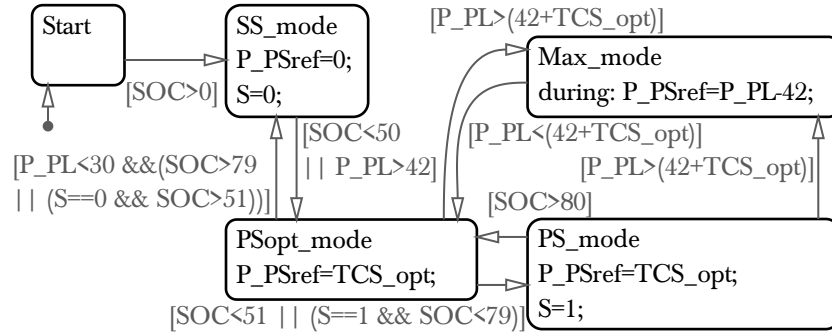 Start
[SOC>0]
SS_mode
P_PSref=0;
S=0;
[P_PL>(42+TCS_opt)]
Max_mode
during: P_PSref=P_PL-42;
[P_PL<30 &&(SOC>79
|| (S==0 && SOC>51))]
[SOC<50
|| P_PL>42]
[P_PL<(42+TCS_opt)]
[P_PL>(42+TCS_opt)]
PSopt_mode
P_PSref=TCS_opt;
[SOC>80]
PS_mode
P_PSref=TCS_opt;
S=1;
[SOC<51 || (S==1 && SOC<79)]